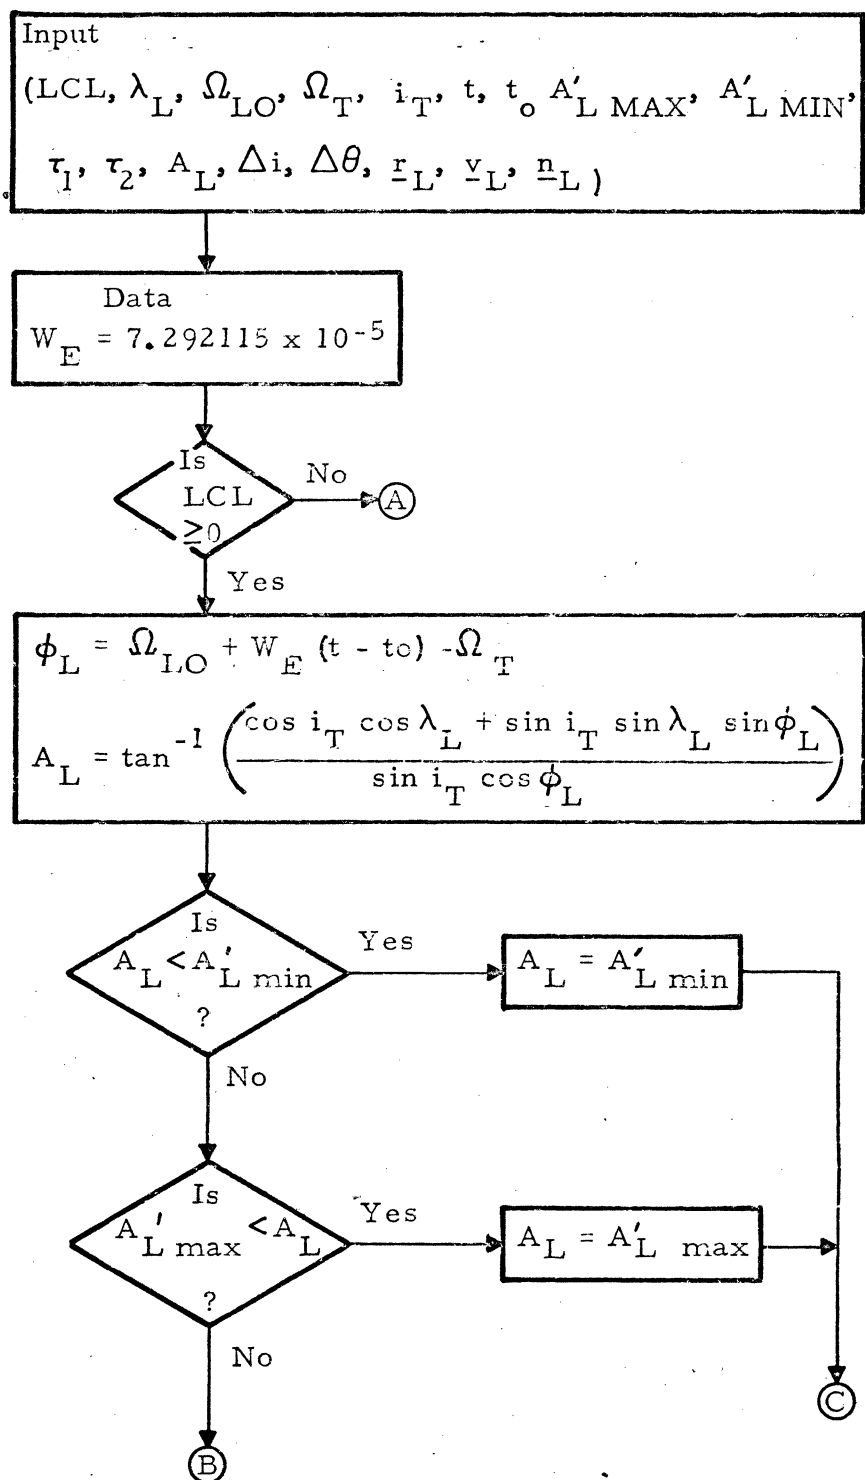 Input
(LCL, λ_L, Ω_LO, Ω_T, i_T, t, t_o A'_L MAX, A'_L MIN,
τ_1, τ_2, A_L, Δi, Δθ, r_L, v_L, n_L)
Data
W_E = 7.292115 x 10^-5
Is
LCL
≥0
No
A
Yes
ϕ_L = Ω_LO + W_E (t - to) - Ω_T
A_L = tan^-1 ( (cos i_T cos λ_L + sin i_T sin λ_L sin ϕ_L) / (sin i_T cos ϕ_L) )
Is
A_L < A'_L min
?
Yes
A_L = A'_L min
No
Is
A'_L max < A_L
?
Yes
A_L = A'_L max
No
C
B